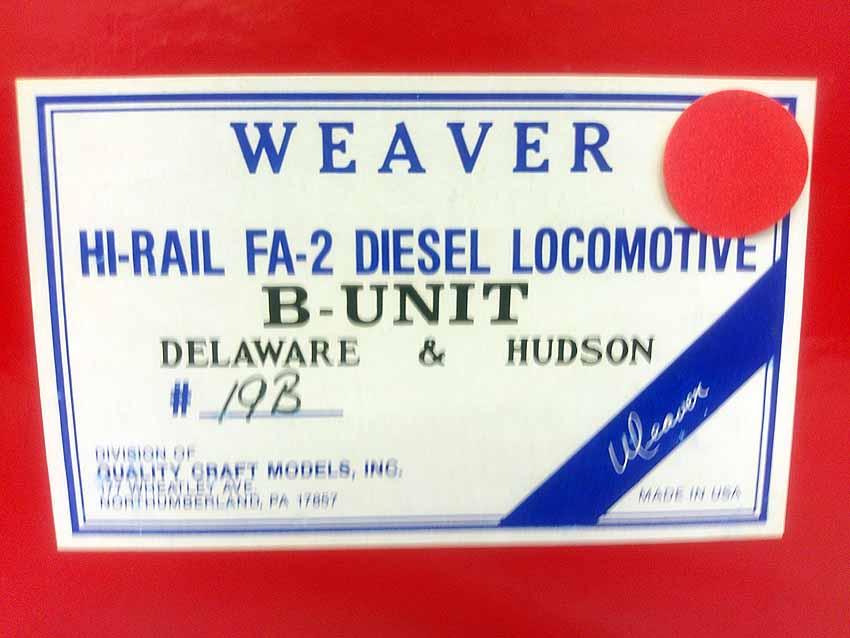 WEAVER
HI-RAIL FA-2 DIESEL LOCOMOTIVE
B-UNIT
DELAWARE & HUDSON
# 19B
DIVISION OF
QUALITY CRAFT MODELS, INC.
177 WHEATLEY AVE.
NORTHUMBERLAND, PA 17857
Weaver
MADE IN USA